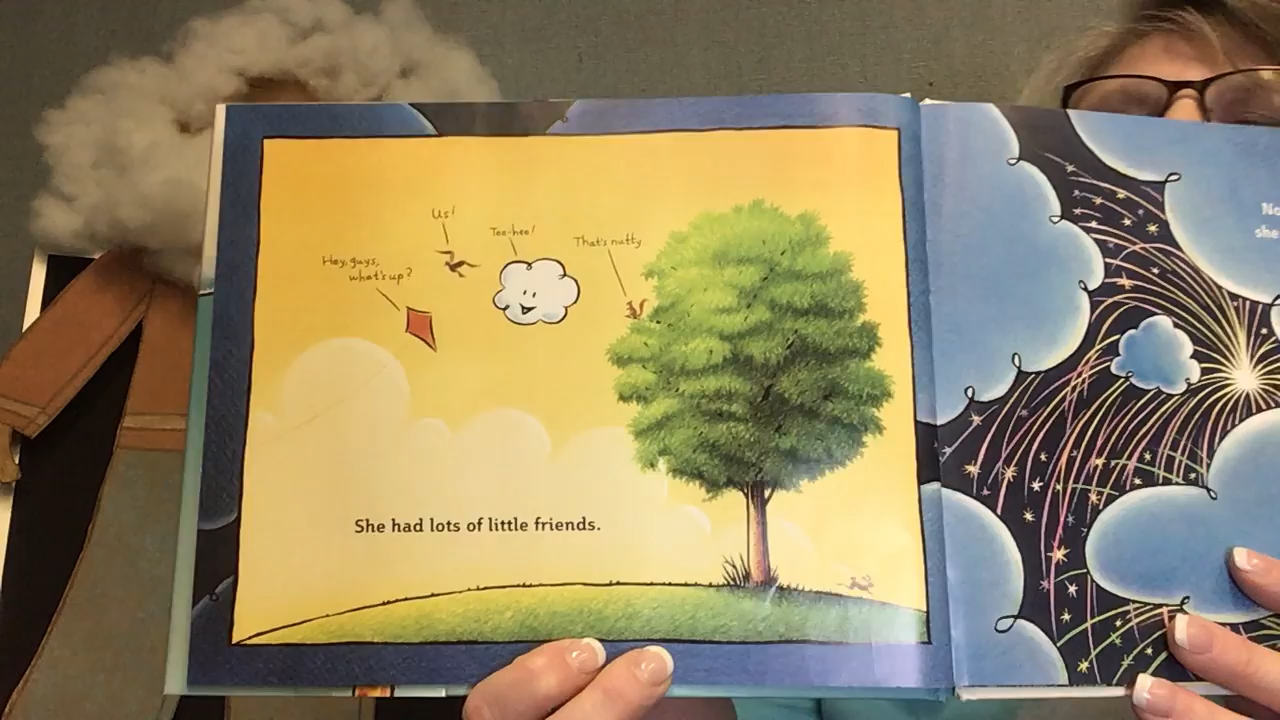 Us!
Tee-hee!
That's nutty
Hey, guys,
what's up?
She had lots of little friends.